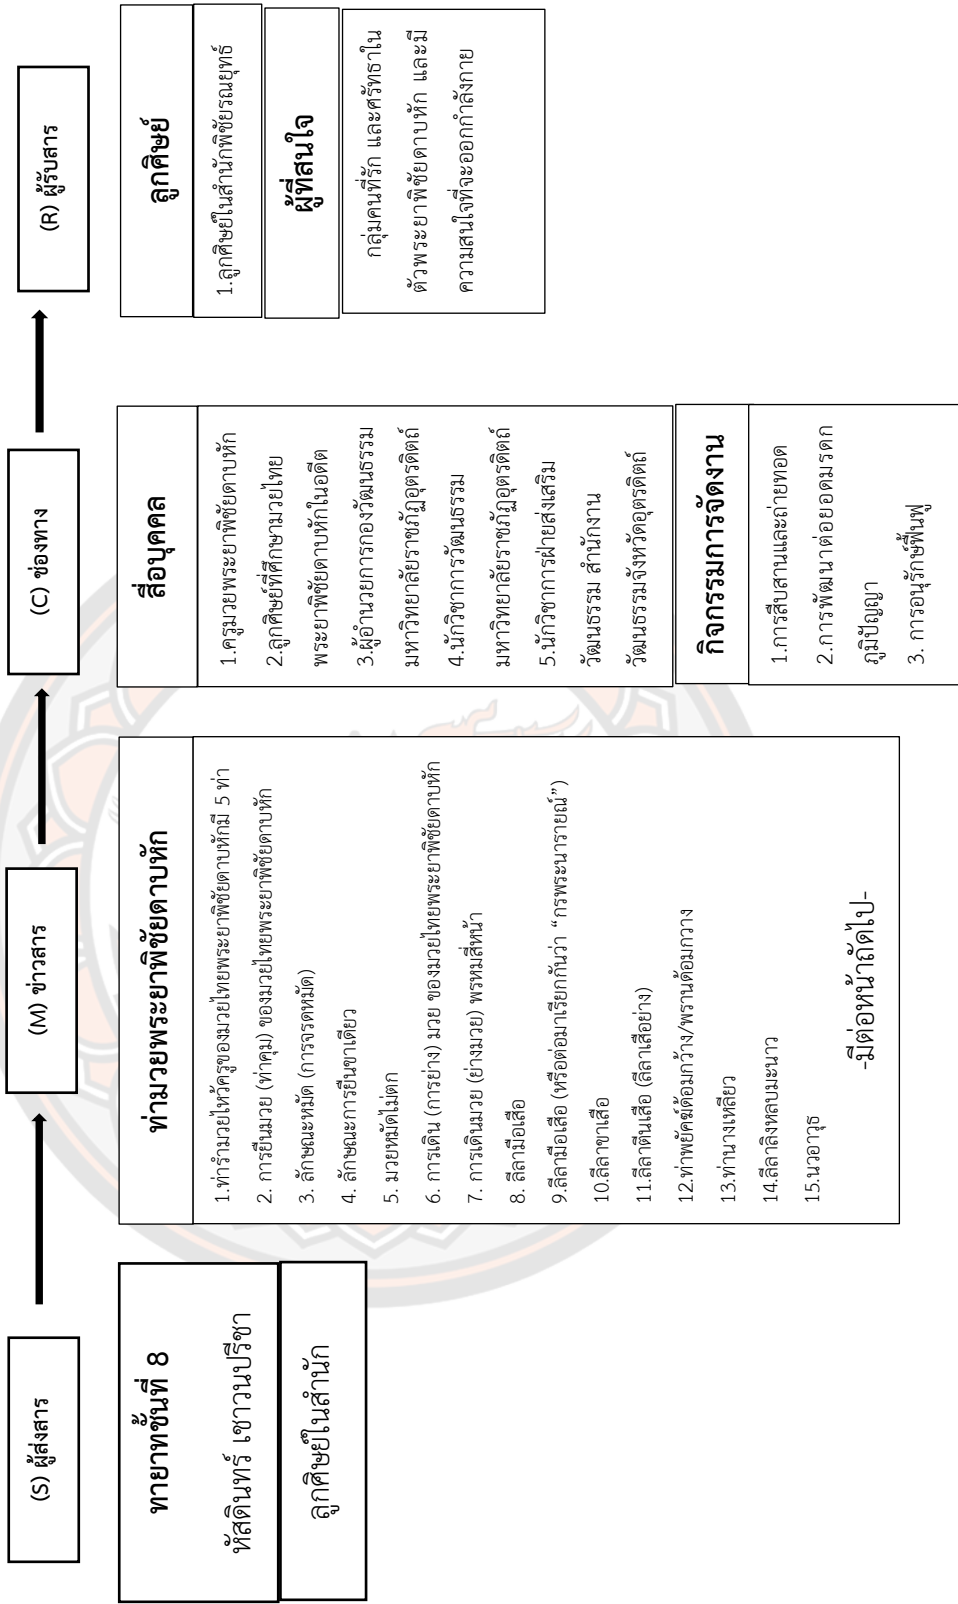 (S) ผู้ส่งสาร
(M) ข่าวสาร
(C) ช่องทาง
(R) ผู้รับสาร
ทายาทชั้นที่ 8
หัสดินทร์ เชาวนปรีชา
ลูกศิษย์ในสำนัก
ท่ามวยพระยาพิชัยดาบหัก
1.ท่ารำมวยไหว้ครูของมวยไทยพระยาพิชัยดาบหักมี 5 ท่า
2. การยืนมวย (ท่าคุม) ของมวยไทยพระยาพิชัยดาบหัก
3. ลักษณะหมัด (การจรดหมัด)
4. ลักษณะการยืนขาเดียว
5. มวยหมัดไม่ตก
6. การเดิน (การย่าง) มวย ของมวยไทยพระยาพิชัยดาบหัก
7. การเดินมวย (ย่างมวย) พรหมสี่หน้า
8. ลีลามือเสือ
9.ลีลามือเสือ (หรือต่อมาเรียกกันว่า “กรพระนารายณ์”)
10.ลีลาขาเสือ
11.ลีลาตีนเสือ (ลีลาเสือย่าง)
12.ท่าพยัคฆ์ด้อมกว้าง/พรานด้อมกวาง
13.ท่านางเหลียว
14.ลีลาลิงหลบมะนาว
15.นวอาวุธ
-มีต่อหน้าถัดไป-
สื่อบุคคล
1.ครูมวยพระยาพิชัยดาบหัก
2.ลูกศิษย์ที่ศึกษามวยไทย
พระยาพิชัยดาบหักในอดีต
3.ผู้อำนวยการกองวัฒนธรรม
มหาวิทยาลัยราชภัฏอุตรดิตถ์
4.นักวิชาการวัฒนธรรม
มหาวิทยาลัยราชภัฏอุตรดิตถ์
5.นักวิชาการฝ่ายส่งเสริม
วัฒนธรรม สำนักงาน
วัฒนธรรมจังหวัดอุตรดิตถ์
กิจกรรมการจัดงาน
1.การสืบสานและถ่ายทอด
2.การพัฒนาต่อยอดมรดก
ภูมิปัญญา
3. การอนุรักษ์ฟื้นฟู
ลูกศิษย์
1.ลูกศิษย์ในสำนักพิชัยรณยุทธ์
ผู้ที่สนใจ
กลุ่มคนที่รัก และศรัทธาใน
ตัวพระยาพิชัยดาบหัก และมี
ความสนใจที่จะออกกำลังกาย